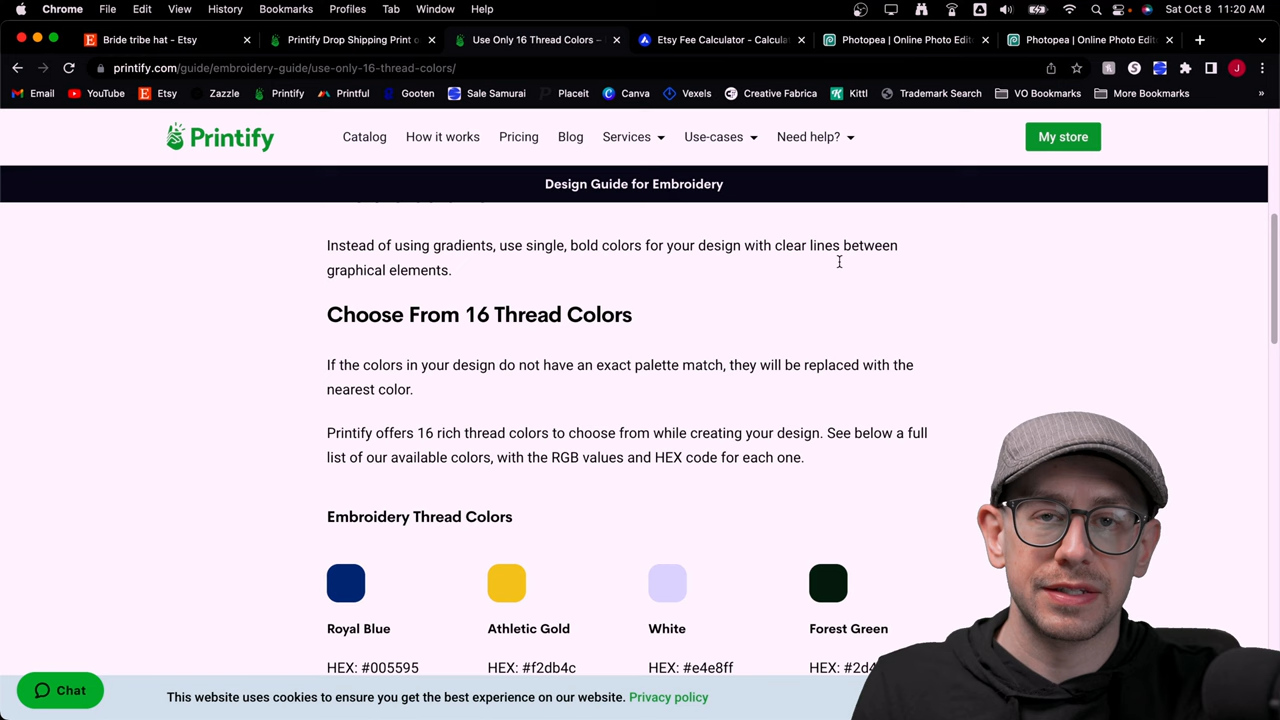 Chrome File Edit View History Bookmarks Profiles Tab Window Help Sat Oct 8 11:20 AM
Bride tribe hat - Etsy
Printify Drop Shipping Print o
Use Only 16 Thread Colors –
Etsy Fee Calculator - Calcula
Photopea | Online Photo Edit
Photopea | Online Photo Edit
printify.com/guide/embroidery-guide/use-only-16-thread-colors/
J
Email YouTube Etsy Zazzle Printify Printful Gooten Sale Samurai Placeit Canva Vexels Creative Fabrica Kittl Trademark Search VO Bookmarks More Bookmarks »
Printify Catalog How it works Pricing Blog Services Use-cases Need help? My store
Design Guide for Embroidery
Instead of using gradients, use single, bold colors for your design with clear lines between
graphical elements.
Choose From 16 Thread Colors
If the colors in your design do not have an exact palette match, they will be replaced with the
nearest color.
Printify offers 16 rich thread colors to choose from while creating your design. See below a full
list of our available colors, with the RGB values and HEX code for each one.
Embroidery Thread Colors
Royal Blue Athletic Gold White Forest Green
HEX: #005595 HEX: #f2db4c HEX: #e4e8ff HEX: #2d4
Chat
This website uses cookies to ensure you get the best experience on our website. Privacy policy